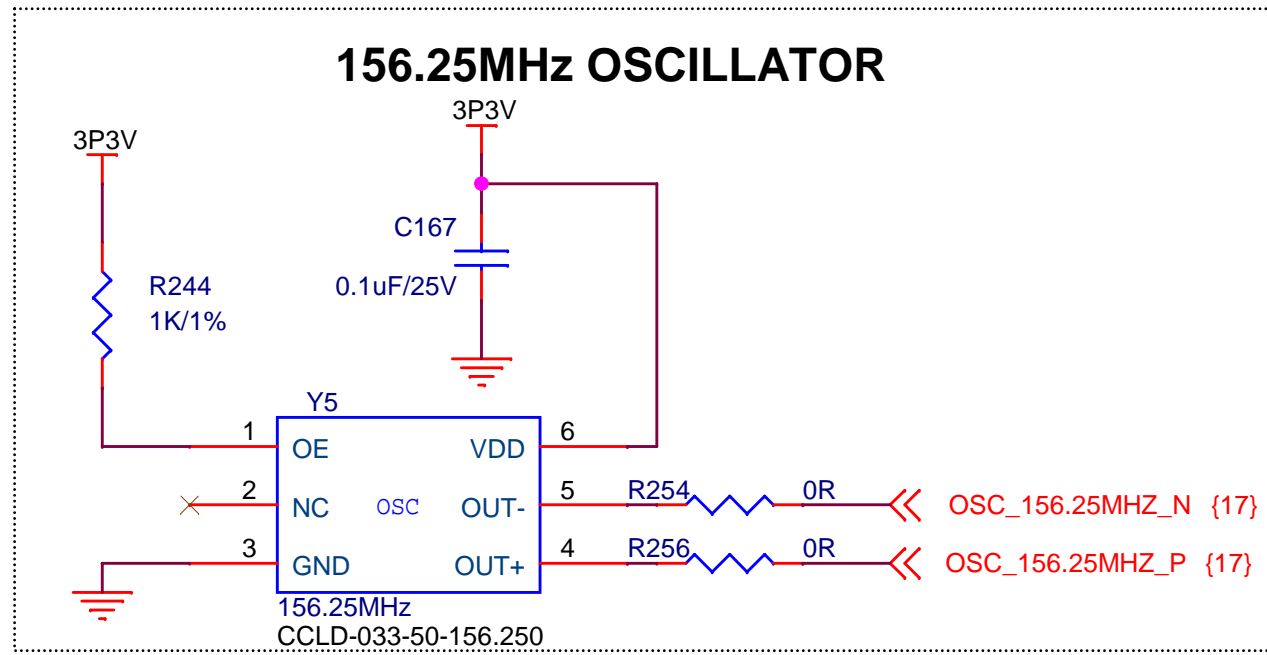 156.25MHz OSCILLATOR
3P3V
3P3V
C167
0.1uF/25V
R244
1K/1%
Y5
1 OE VDD 6
2 NC OSC OUT- 5 R254 0R OSC_156.25MHZ_N {17}
3 GND OUT+ 4 R256 0R OSC_156.25MHZ_P {17}
156.25MHz
CCLD-033-50-156.250